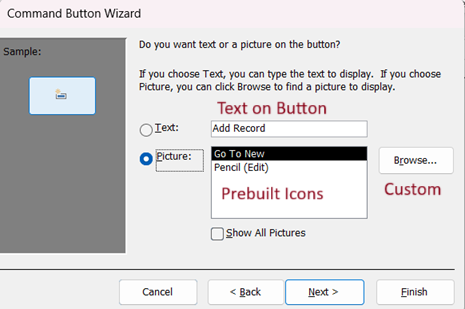 Command Button Wizard
Sample:
Do you want text or a picture on the button?
If you choose Text, you can type the text to display.  If you choose
Picture, you can click Browse to find a picture to display.
Text on Button
Text:
Add Record
Picture:
Go To New
Pencil (Edit)
Browse...
Prebuilt Icons
Custom
Show All Pictures
Cancel
< Back
Next >
Finish